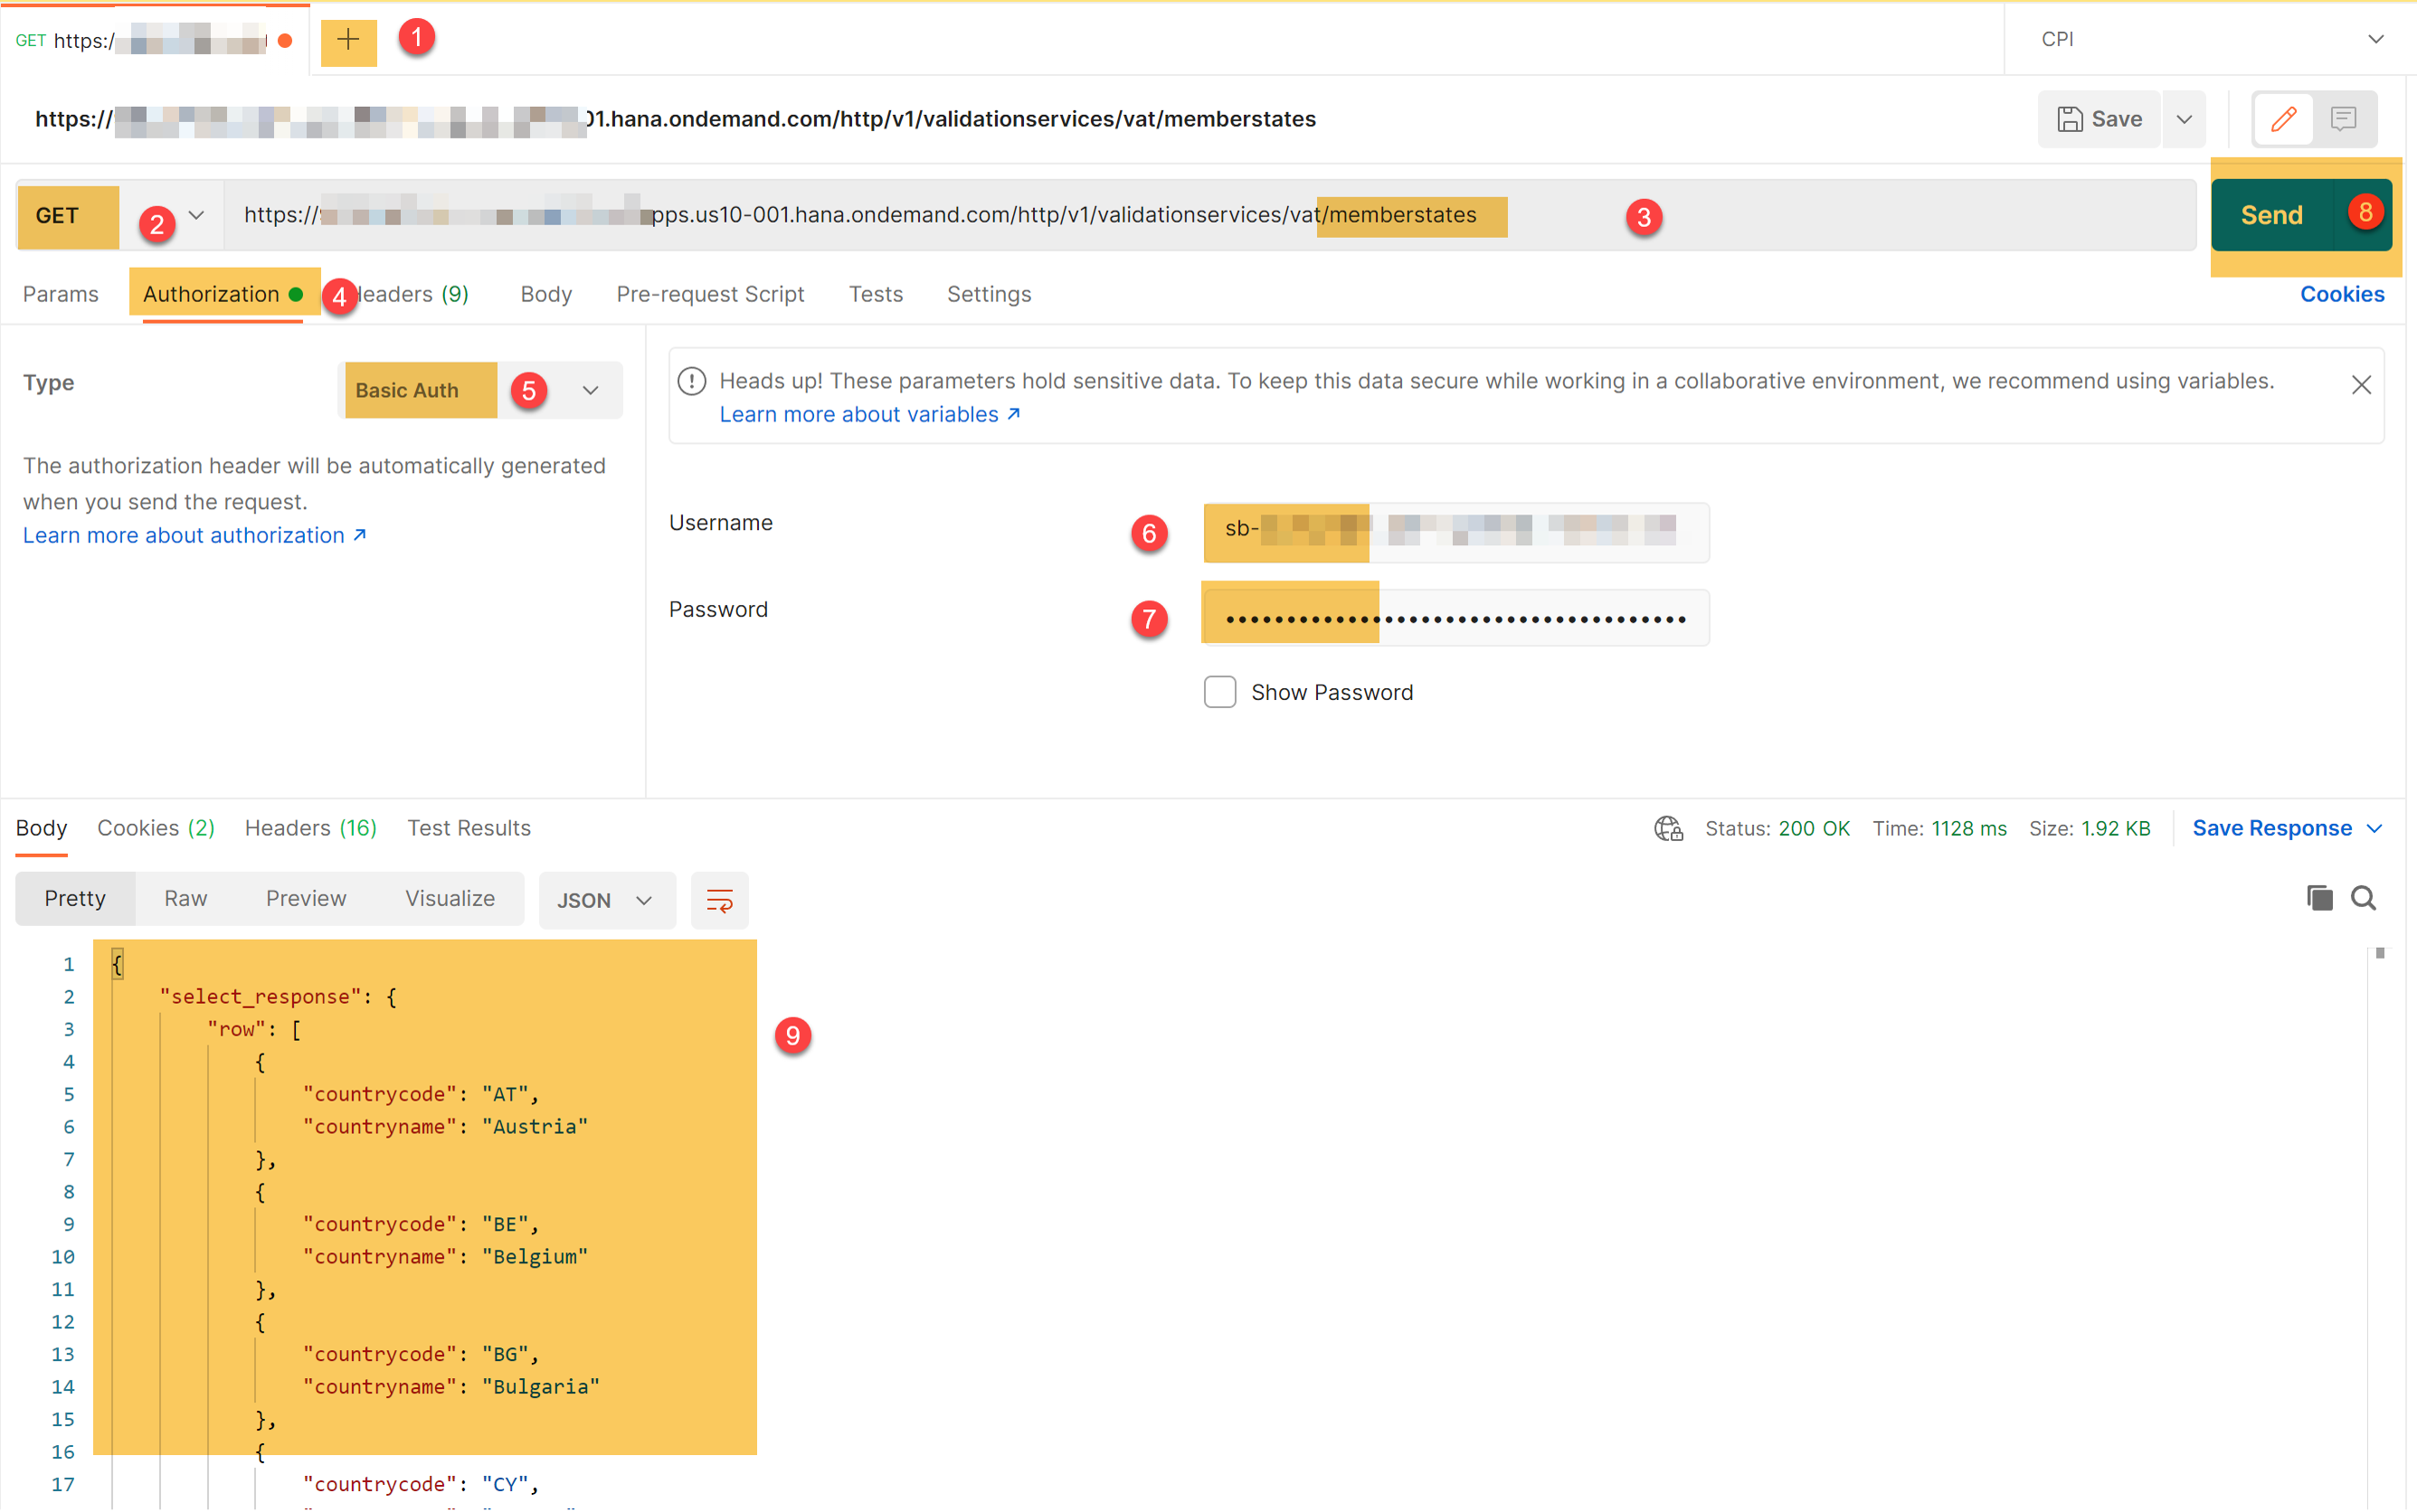 GET https:/
1
CPI
https://01.hana.ondemand.com/http/v1/validationservices/vat/memberstates
Save
GET
2
https:// pps.us10-001.hana.ondemand.com/http/v1/validationservices/vat/memberstates
3
Send
8
Params
Authorization
4
Headers (9)
Body
Pre-request Script
Tests
Settings
Cookies
Type
Basic Auth
5
The authorization header will be automatically generated
when you send the request.
Learn more about authorization ↗
Heads up! These parameters hold sensitive data. To keep this data secure while working in a collaborative environment, we recommend using variables.
Learn more about variables ↗
Username
6
sb-
Password
7
••••••••••••••••••••••••••••••••••••••
Show Password
Body
Cookies (2)
Headers (16)
Test Results
Status: 200 OK
Time: 1128 ms
Size: 1.92 KB
Save Response
Pretty
Raw
Preview
Visualize
JSON
9
1 {
2 "select_response": {
3 "row": [
4 {
5 "countrycode": "AT",
6 "countryname": "Austria"
7 },
8 {
9 "countrycode": "BE",
10 "countryname": "Belgium"
11 },
12 {
13 "countrycode": "BG",
14 "countryname": "Bulgaria"
15 },
16 {
17 "countrycode": "CY",